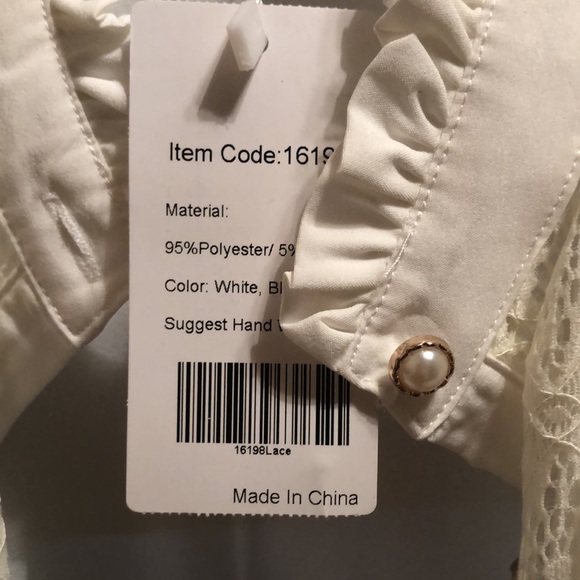 Item Code:1619
Material:
95%Polyester/ 5%
Color: White, Bl
Suggest Hand
16198Lace
Made In China